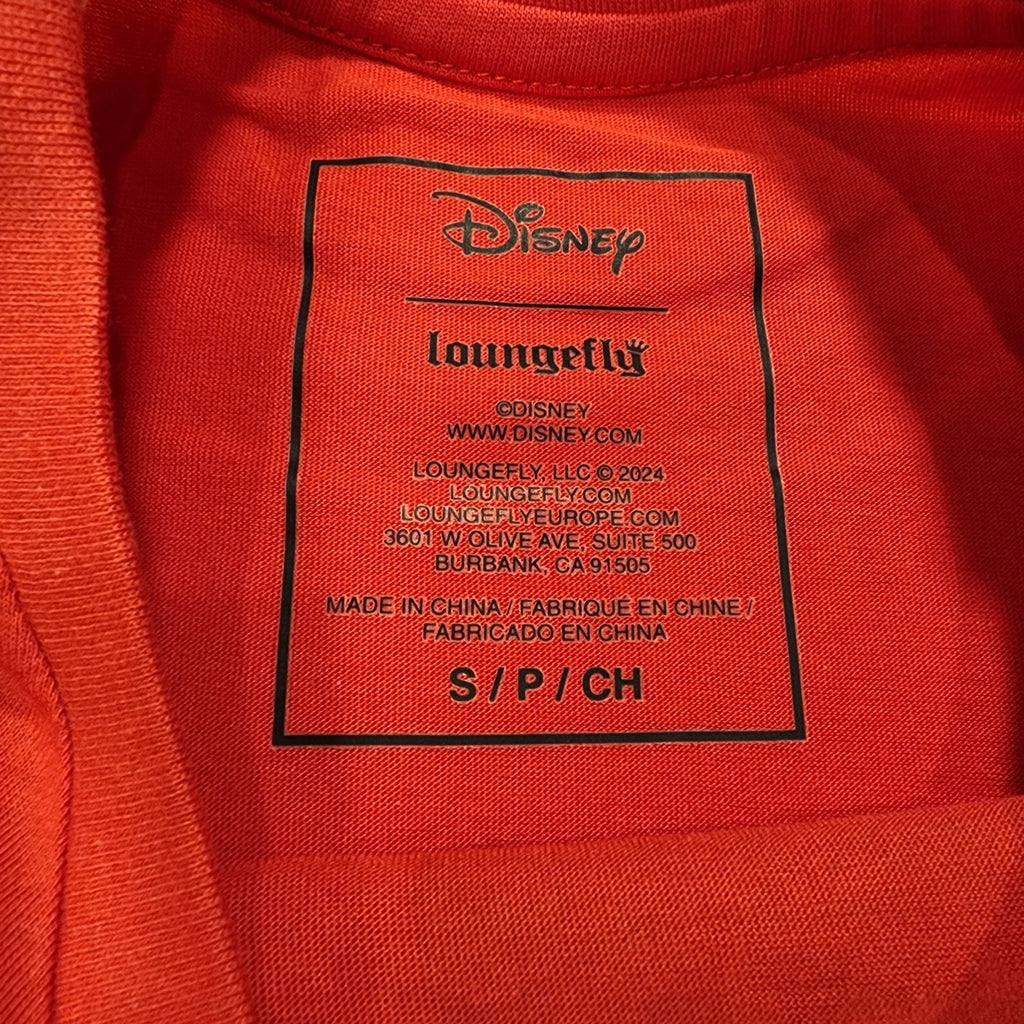 Disney
loungefly
©DISNEY
WWW.DISNEY.COM
LOUNGEFLY, LLC © 2024
LOUNGEFLY.COM
LOUNGEFLYEUROPE.COM
3601 W OLIVE AVE, SUITE 500
BURBANK, CA 91505
MADE IN CHINA / FABRIQUÉ EN CHINE /
FABRICADO EN CHINA
S / P / CH